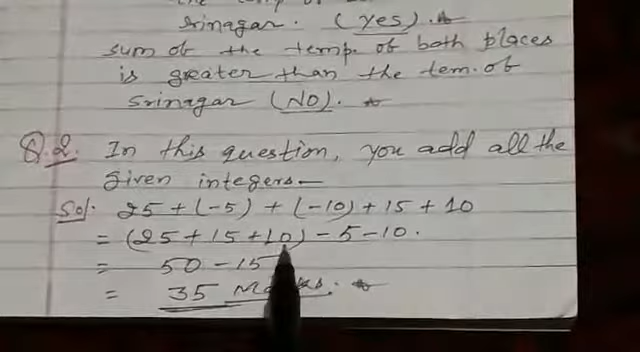 Srinagar. (Yes).
sum of the temp. of both places
is greater than the tem. of
Srinagar (NO).
Q.2. In this question, you add all the
given integers—
Sol. 25 + (-5) + (-10) + 15 + 10
= (25 + 15 + 10) - 5 - 10.
= 50 - 15
= 35